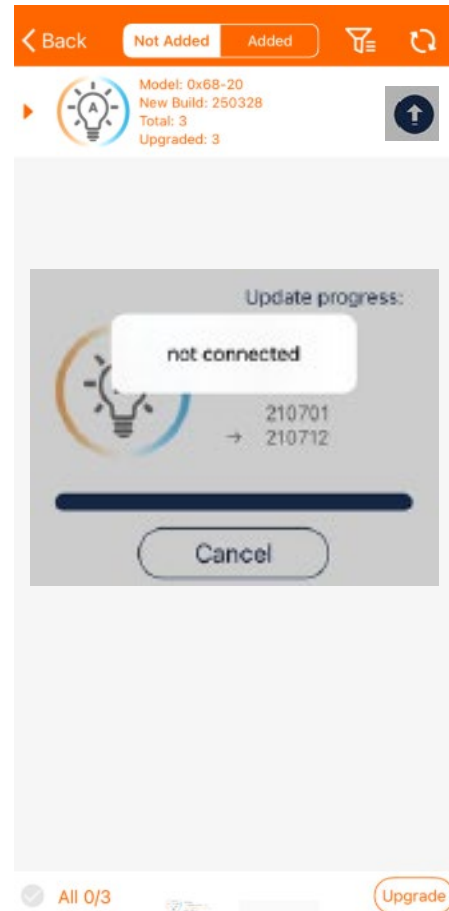 Back
Not Added
Added
A
Model: 0x68-20
New Build: 250328
Total: 3
Upgraded: 3
Update progress:
not connected
210701
→ 210712
Cancel
All 0/3
Upgrade